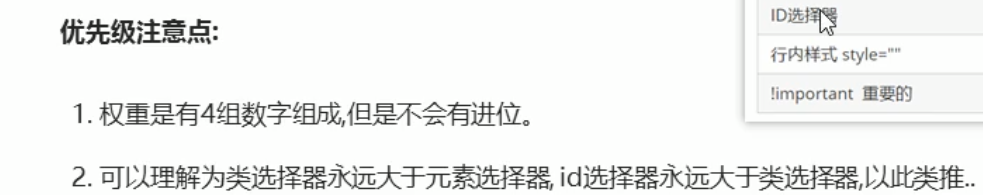 优先级注意点:
1. 权重是有4组数字组成,但是不会有进位。
2. 可以理解为类选择器永远大于元素选择器, id选择器永远大于类选择器,以此类推..
ID选择器
行内样式 style=""
!important 重要的